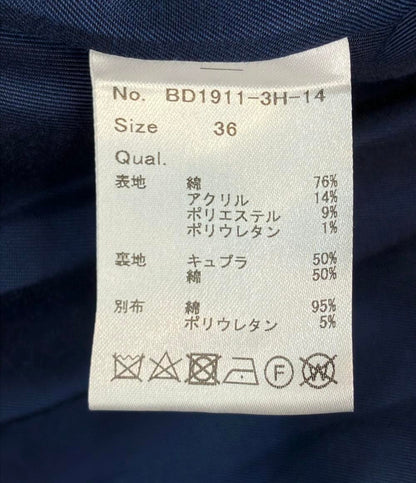 No. BD1911-3H-14
Size 36
Qual.
表地 綿 76%
アクリル 14%
ポリエステル 9%
ポリウレタン 1%
裏地 キュプラ 50%
綿 50%
別布 綿 95%
ポリウレタン 5%
F W